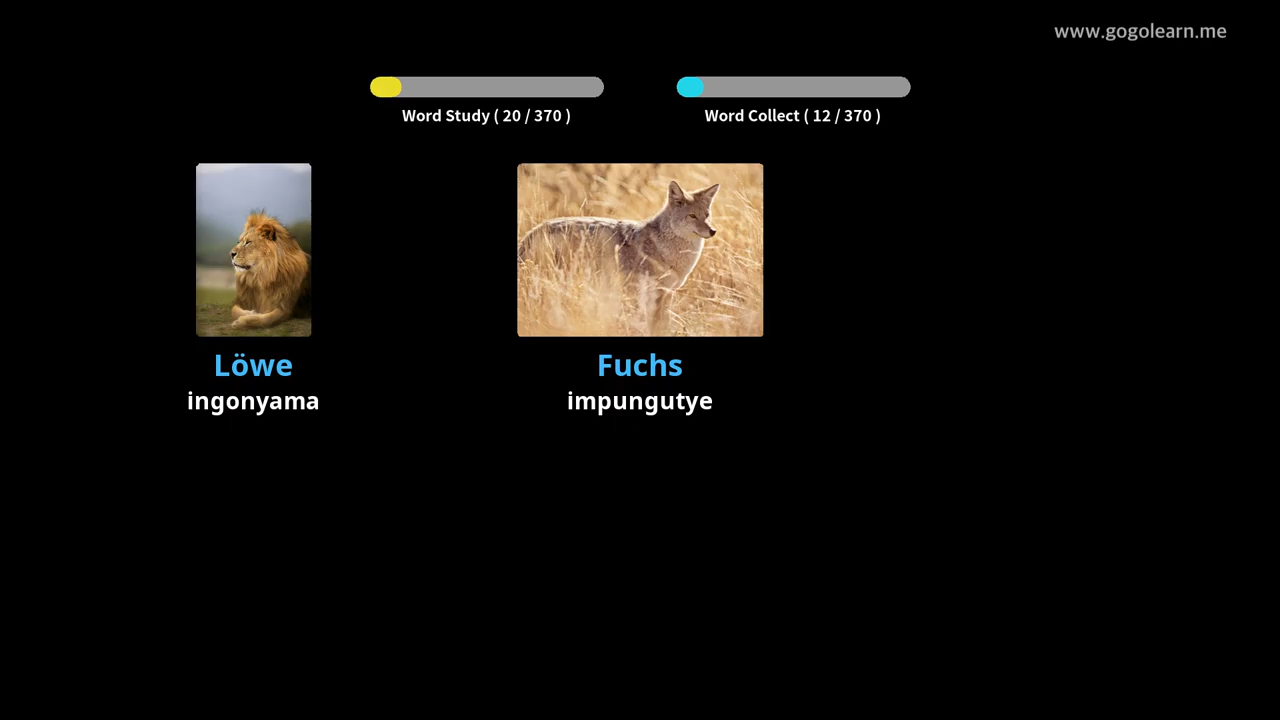 www.gogolearn.me
Word Study ( 20 / 370 )
Word Collect ( 12 / 370 )
Löwe
ingonyama
Fuchs
impungutye